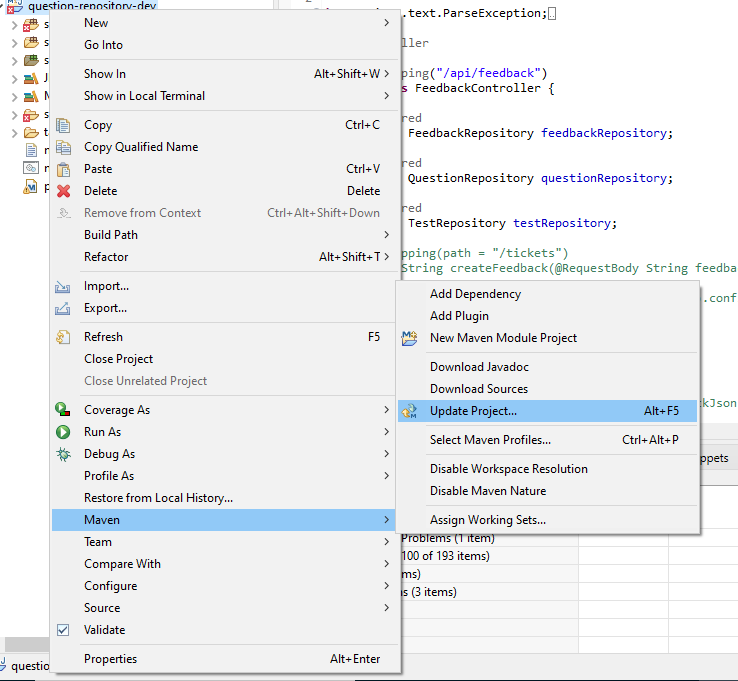 question-repository-dev
New
Go Into
Show In Alt+Shift+W
Show in Local Terminal
Copy Ctrl+C
Copy Qualified Name
Paste Ctrl+V
Delete Delete
Remove from Context Ctrl+Alt+Shift+Down
Build Path
Refactor Alt+Shift+T
Import...
Export...
Refresh F5
Close Project
Close Unrelated Project
Coverage As
Run As
Debug As
Profile As
Restore from Local History...
Maven
Team
Compare With
Configure
Source
Validate
Properties Alt+Enter
.text.ParseException;
ller
ping("/api/feedback")
s FeedbackController {
red
FeedbackRepository feedbackRepository;
red
QuestionRepository questionRepository;
red
TestRepository testRepository;
pping(path = "/tickets")
String createFeedback(@RequestBody String feedba
.conf
ckJson
Add Dependency
Add Plugin
New Maven Module Project
Download Javadoc
Download Sources
Update Project... Alt+F5
Select Maven Profiles... Ctrl+Alt+P
Disable Workspace Resolution
Disable Maven Nature
Assign Working Sets...
ppets
Problems (1 item)
100 of 193 items)
ms)
s (3 items)
questio